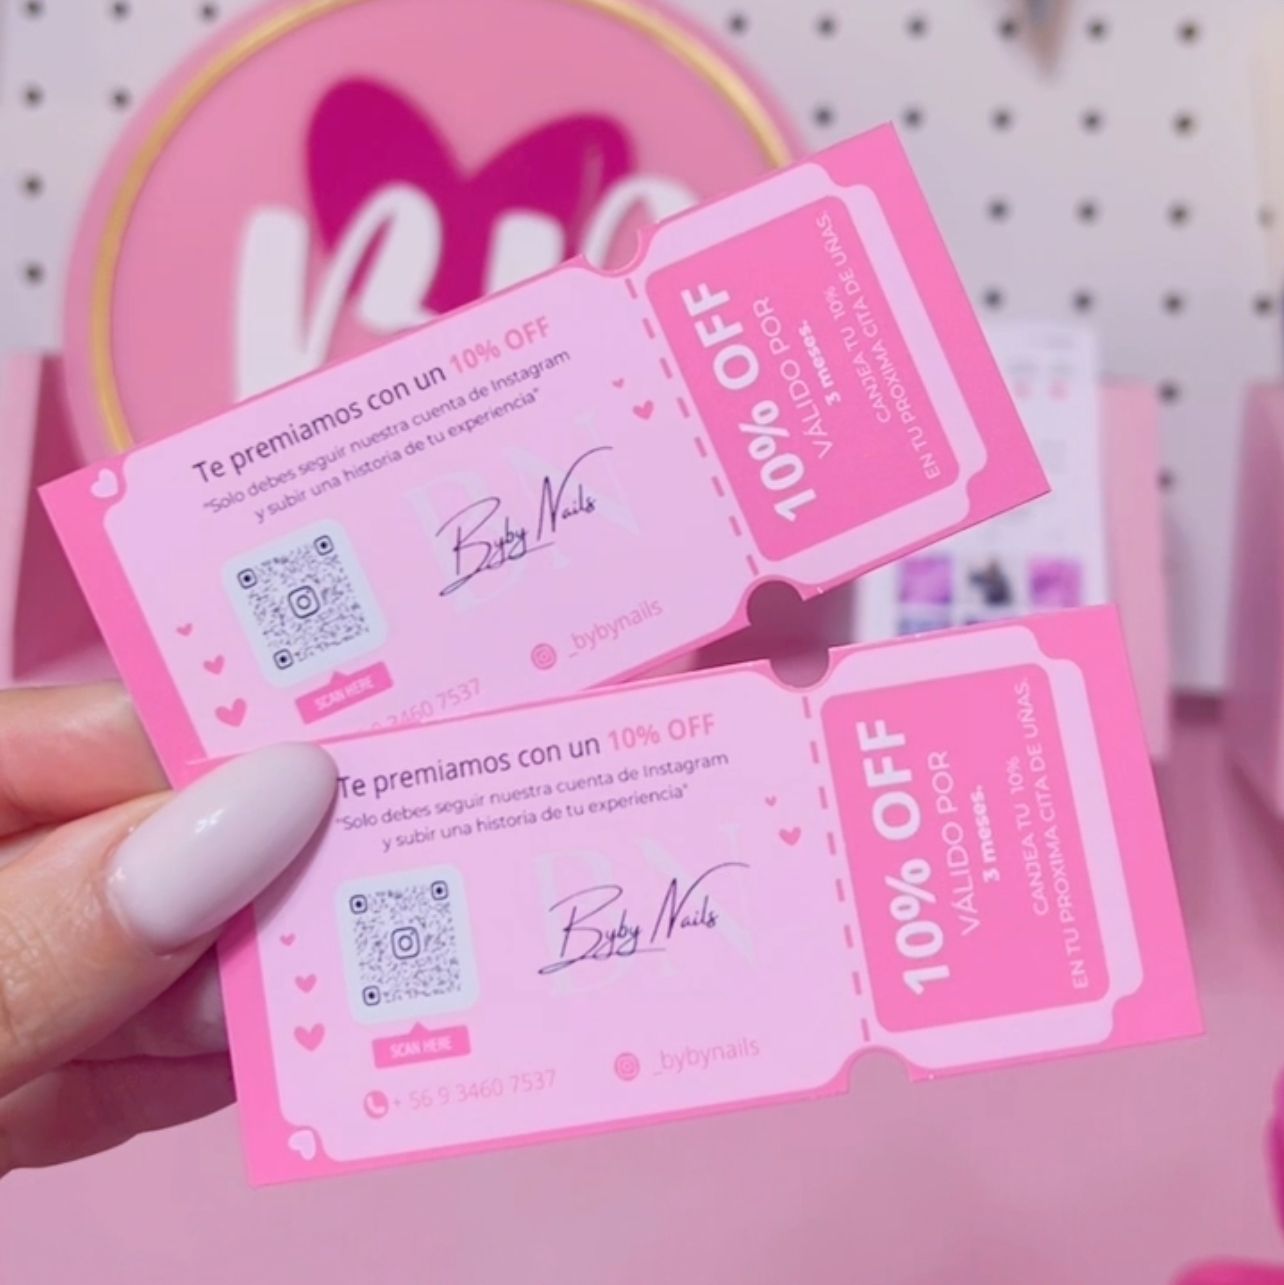 Te premiamos con un 10% OFF
"Solo debes seguir nuestra cuenta de Instagram
y subir una historia de tu experiencia"
Byby Nails
BN
SCAN HERE
_bybynails
3460 7537
10% OFF
VÁLIDO POR
3 meses.
CANJEA TU 10%
EN TU PROXIMA CITA DE UÑAS.
Te premiamos con un 10% OFF
"Solo debes seguir nuestra cuenta de Instagram
y subir una historia de tu experiencia"
Byby Nails
BN
SCAN HERE
+ 56 9 3460 7537
_bybynails
10% OFF
VÁLIDO POR
3 meses.
CANJEA TU 10%
EN TU PROXIMA CITA DE UÑAS.